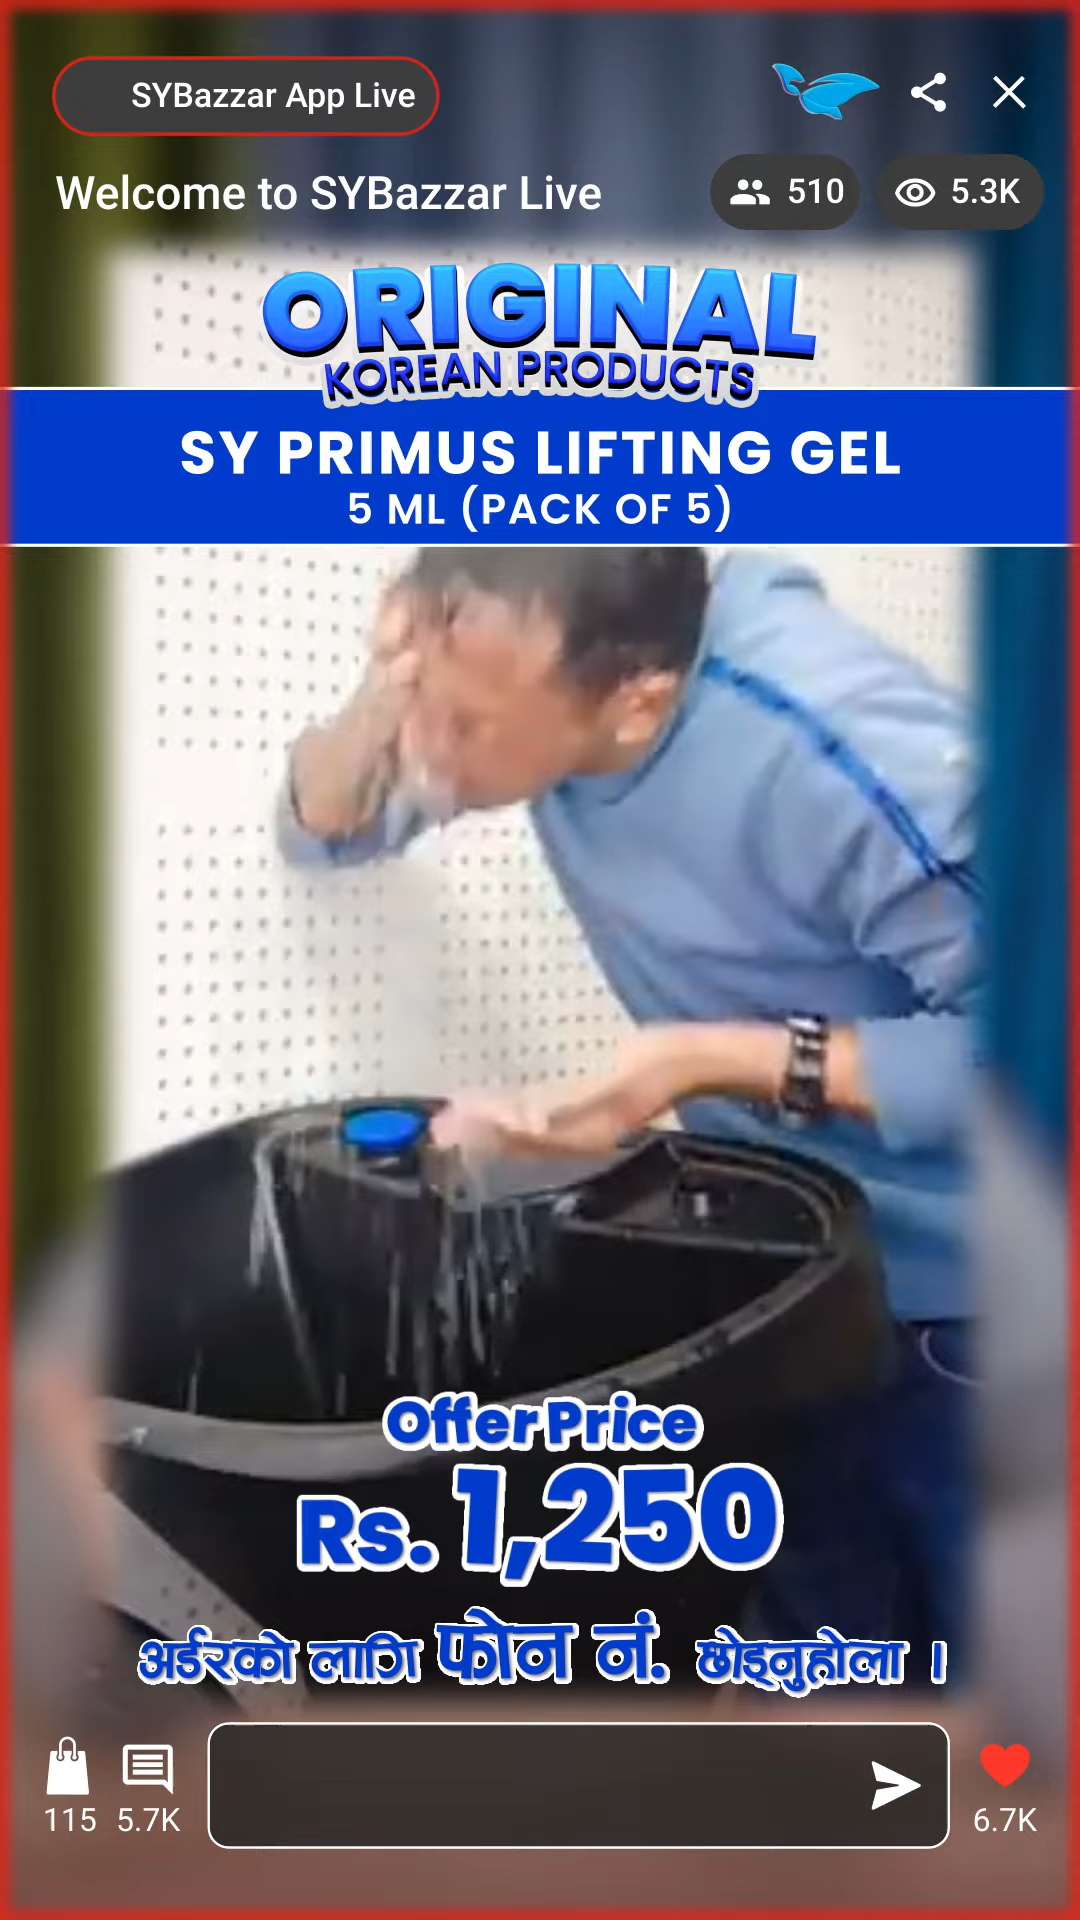 SYBazzar App Live
Welcome to SYBazzar Live
510
5.3K
ORIGINAL
KOREAN PRODUCTS
SY PRIMUS LIFTING GEL
5 ML (PACK OF 5)
Offer Price
Rs. 1,250
अर्डरको लागि फोन नं. छोड्नुहोला ।
115
5.7K
6.7K